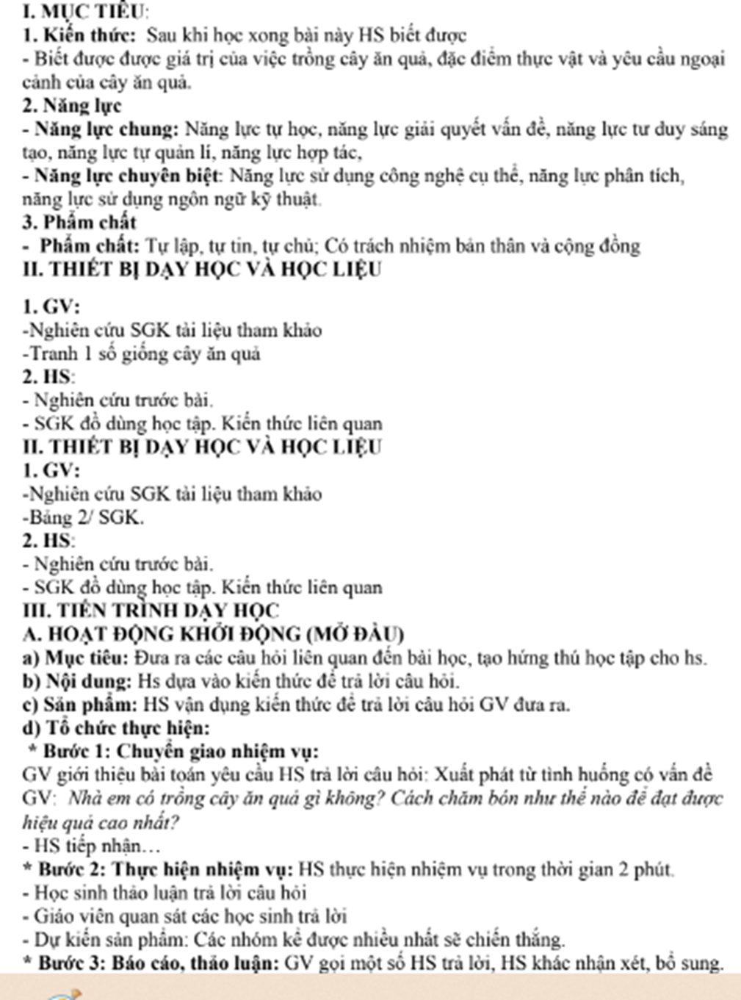 I. MỤC TIÊU:
1. Kiến thức: Sau khi học xong bài này HS biết được
- Biết được được giá trị của việc trồng cây ăn quả, đặc điểm thực vật và yêu cầu ngoại
cảnh của cây ăn quả.
2. Năng lực
- Năng lực chung: Năng lực tự học, năng lực giải quyết vấn đề, năng lực tư duy sáng
tạo, năng lực tự quản lí, năng lực hợp tác,
- Năng lực chuyên biệt: Năng lực sử dụng công nghệ cụ thể, năng lực phân tích,
năng lực sử dụng ngôn ngữ kỹ thuật.
3. Phẩm chất
- Phẩm chất: Tự lập, tự tin, tự chủ; Có trách nhiệm bản thân và cộng đồng
II. THIẾT BỊ DẠY HỌC VÀ HỌC LIỆU
1. GV:
-Nghiên cứu SGK tài liệu tham khảo
-Tranh 1 số giống cây ăn quả
2. HS:
- Nghiên cứu trước bài.
- SGK đồ dùng học tập. Kiến thức liên quan
II. THIẾT BỊ DẠY HỌC VÀ HỌC LIỆU
1. GV:
-Nghiên cứu SGK tài liệu tham khảo
-Bảng 2/ SGK.
2. HS:
- Nghiên cứu trước bài.
- SGK đồ dùng học tập. Kiến thức liên quan
III. TIẾN TRÌNH DẠY HỌC
A. HOẠT ĐỘNG KHỞI ĐỘNG (MỞ ĐẦU)
a) Mục tiêu: Đưa ra các câu hỏi liên quan đến bài học, tạo hứng thú học tập cho hs.
b) Nội dung: Hs dựa vào kiến thức để trả lời câu hỏi.
c) Sản phẩm: HS vận dụng kiến thức để trả lời câu hỏi GV đưa ra.
d) Tổ chức thực hiện:
* Bước 1: Chuyển giao nhiệm vụ:
GV giới thiệu bài toán yêu cầu HS trả lời câu hỏi: Xuất phát từ tình huống có vấn đề
GV: Nhà em có trồng cây ăn quả gì không? Cách chăm bón như thế nào để đạt được
hiệu quả cao nhất?
- HS tiếp nhận…
* Bước 2: Thực hiện nhiệm vụ: HS thực hiện nhiệm vụ trong thời gian 2 phút.
- Học sinh thảo luận trả lời câu hỏi
- Giáo viên quan sát các học sinh trả lời
- Dự kiến sản phẩm: Các nhóm kể được nhiều nhất sẽ chiến thắng.
* Bước 3: Báo cáo, thảo luận: GV gọi một số HS trả lời, HS khác nhận xét, bổ sung.